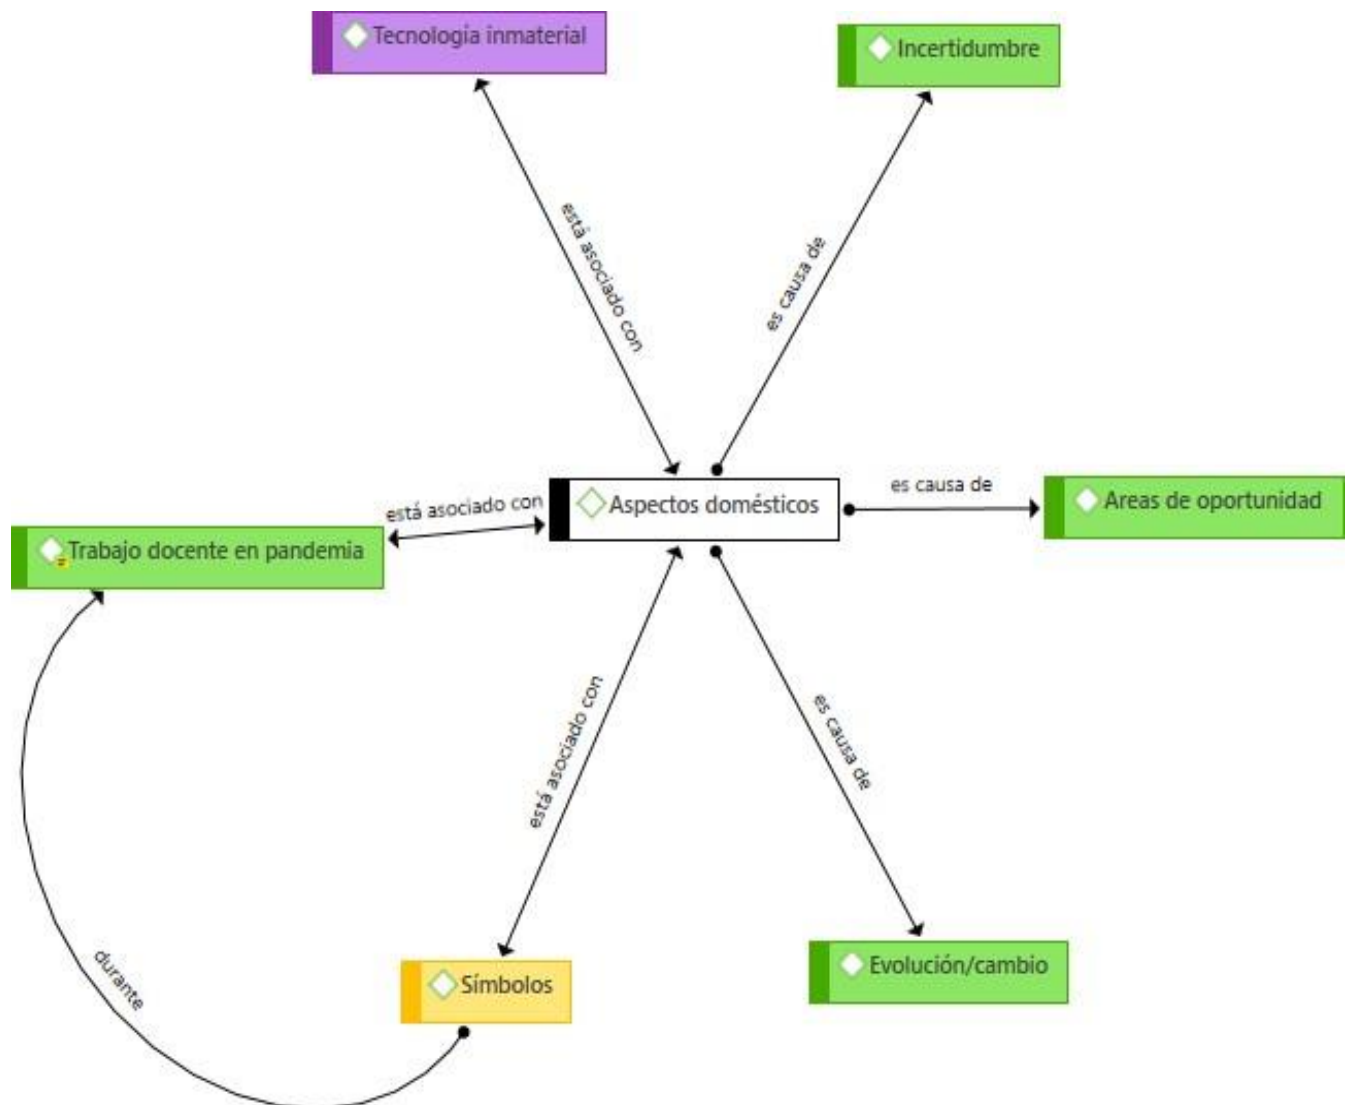 Tecnologia inmaterial
Incertidumbre
está asociado con
es causa de
Aspectos domésticos
es causa de
Areas de oportunidad
está asociado con
Trabajo docente en pandemia
está asociado con
es causa de
durante
Símbolos
Evolución/cambio